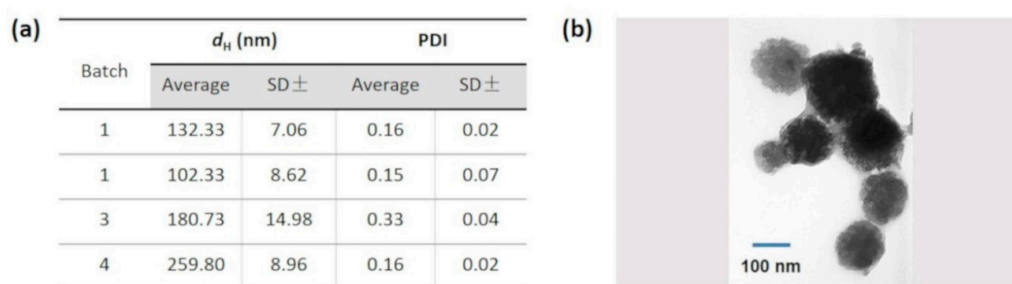 (a)
d_H (nm) PDI
Batch
Average SD± Average SD±
1 132.33 7.06 0.16 0.02
1 102.33 8.62 0.15 0.07
3 180.73 14.98 0.33 0.04
4 259.80 8.96 0.16 0.02
(b)
100 nm